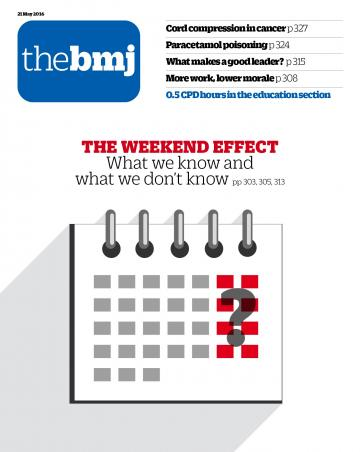 21 May 2016
thebmj
Cord compression in cancer p 327
Paracetamol poisoning p 324
What makes a good leader? p 315
More work, lower morale p 308
0.5 CPD hours in the education section
THE WEEKEND EFFECT
What we know and
what we don't know pp 303, 305, 313
?